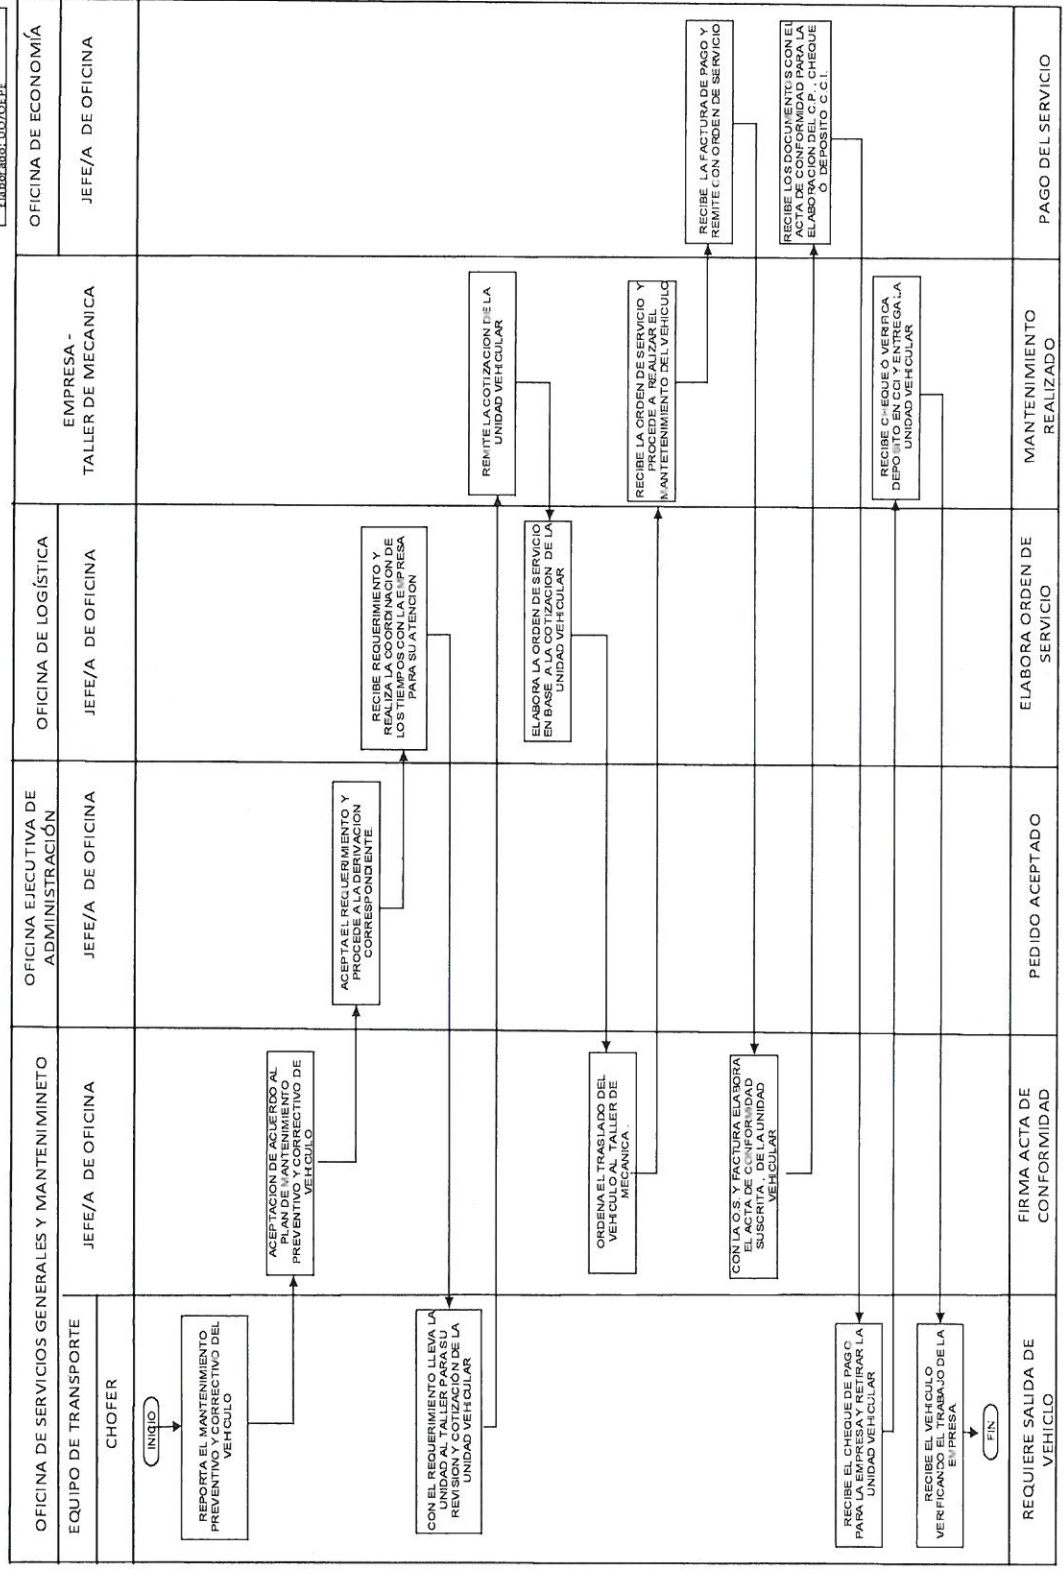 Elaborado: UO/OEPE
OFICINA DE SERVICIOS GENERALES Y MANTENIMINETO
OFICINA EJECUTIVA DE
ADMINISTRACIÓN
OFICINA DE LOGÍSTICA
EMPRESA -
TALLER DE MECANICA
OFICINA DE ECONOMÍA
EQUIPO DE TRANSPORTE
JEFE/A DE OFICINA
JEFE/A DE OFICINA
JEFE/A DE OFICINA
JEFE/A DE OFICINA
CHOFER
INICIO
REPORTA EL MANTENIMIENTO
PREVENTIVO Y CORRECTIVO DEL
VEHICULO
ACEPTACION DE ACUERDO AL
PLAN DE MANTENIMIENTO
PREVENTIVO Y CORRECTIVO DE
VEHICULO
ACEPTA EL REQUERIMIENTO Y
PROCEDE A LA DERIVACION
CORRESPONDIENTE.
RECIBE REQUERIMIENTO Y
REALIZA LA COORDINACION DE
LOS TIEMPOS CON LA EMPRESA
PARA SU ATENCION
CON EL REQUERIMIENTO LLEVA LA
UNIDAD AL TALLER PARA SU
REVISION Y COTIZACIÓN DE LA
UNIDAD VEHICULAR
REMITE LA COTIZACION DE LA
UNIDAD VEHICULAR
ELABORA LA ORDEN DE SERVICIO
EN BASE A LA COTIZACION DE LA
UNIDAD VEHICULAR
ORDENA EL TRASLADO DEL
VEHICULO AL TALLER DE
MECANICA .
RECIBE LA ORDEN DE SERVICIO Y
PROCEDE A REALIZAR EL
MANTETENIMIENTO DEL VEHICULO
RECIBE LA FACTURA DE PAGO Y
REMITE CON ORDEN DE SERVICIO
CON LA O.S. Y FACTURA ELABORA
EL ACTA DE CONFORMIDAD
SUSCRITA , DE LA UNIDAD
VEHICULAR
RECIBE LOS DOCUMENTOS CON EL
ACTA DE CONFORMIDAD PARA LA
ELABORACION DEL C.P. , CHEQUE
Ó DEPOSITO C.C.I.
RECIBE EL CHEQUE DE PAGO
PARA LA EMPRESA Y RETIRAR LA
UNIDAD VEHICULAR
RECIBE CHEQUE Ó VERIFICA
DEPOSITO EN CCI Y ENTREGA LA
UNIDAD VEHICULAR
RECIBE EL VEHICULO
VERIFICANDO EL TRABAJO DE LA
EMPRESA.
FIN
REQUIERE SALIDA DE
VEHICLO
FIRMA ACTA DE
CONFORMIDAD
PEDIDO ACEPTADO
ELABORA ORDEN DE
SERVICIO
MANTENIMIENTO
REALIZADO
PAGO DEL SERVICIO